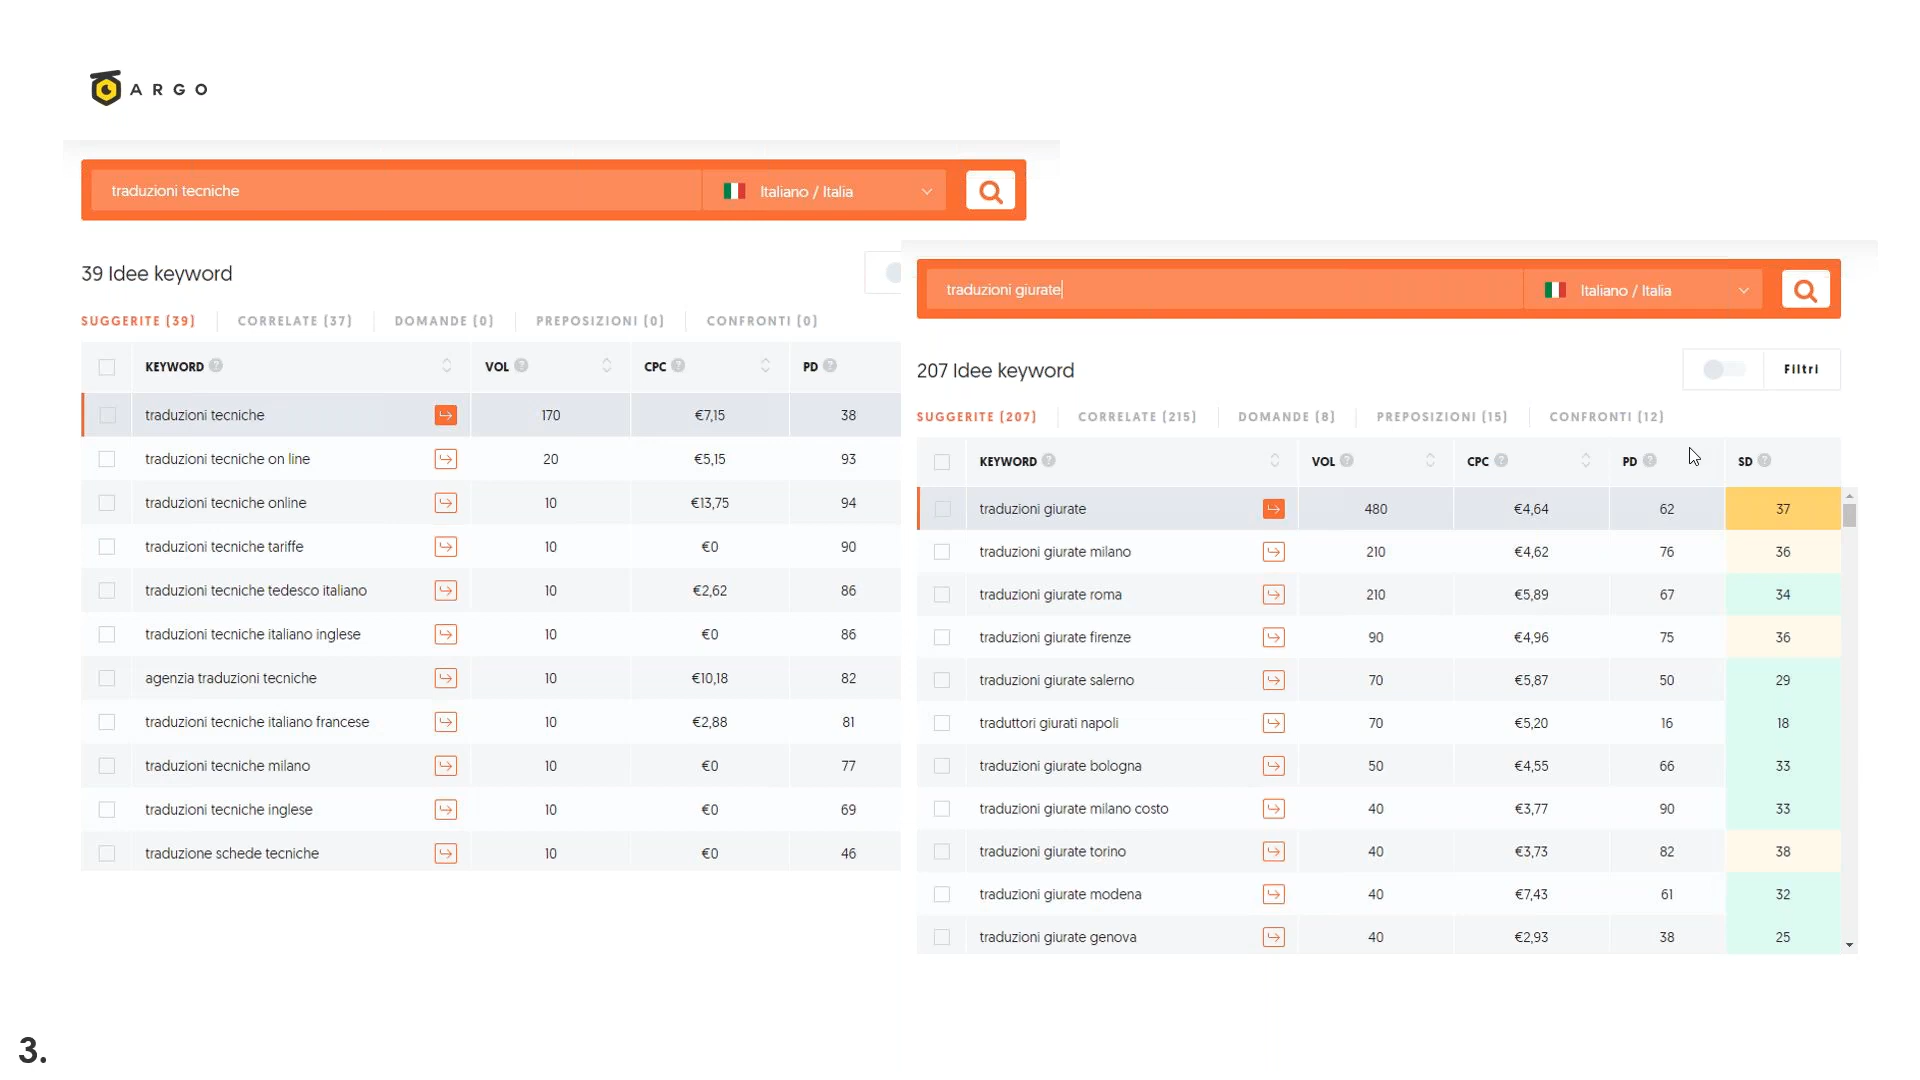 ARGO
traduzioni tecniche
Italiano / Italia
39 Idee keyword
SUGGERITE (39) CORRELATE (37) DOMANDE (0) PREPOSIZIONI (0) CONFRONTI (0)
KEYWORD ? VOL ? CPC ? PD ?
traduzioni tecniche 170 €7,15 38
traduzioni tecniche on line 20 €5,15 93
traduzioni tecniche online 10 €13,75 94
traduzioni tecniche tariffe 10 €0 90
traduzioni tecniche tedesco italiano 10 €2,62 86
traduzioni tecniche italiano inglese 10 €0 86
agenzia traduzioni tecniche 10 €10,18 82
traduzioni tecniche italiano francese 10 €2,88 81
traduzioni tecniche milano 10 €0 77
traduzioni tecniche inglese 10 €0 69
traduzione schede tecniche 10 €0 46
traduzioni giurate
Italiano / Italia
207 Idee keyword
Filtri
SUGGERITE (207) CORRELATE (215) DOMANDE (8) PREPOSIZIONI (15) CONFRONTI (12)
KEYWORD ? VOL ? CPC ? PD ? SD ?
traduzioni giurate 480 €4,64 62 37
traduzioni giurate milano 210 €4,62 76 36
traduzioni giurate roma 210 €5,89 67 34
traduzioni giurate firenze 90 €4,96 75 36
traduzioni giurate salerno 70 €5,87 50 29
traduttori giurati napoli 70 €5,20 16 18
traduzioni giurate bologna 50 €4,55 66 33
traduzioni giurate milano costo 40 €3,77 90 33
traduzioni giurate torino 40 €3,73 82 38
traduzioni giurate modena 40 €7,43 61 32
traduzioni giurate genova 40 €2,93 38 25
3.